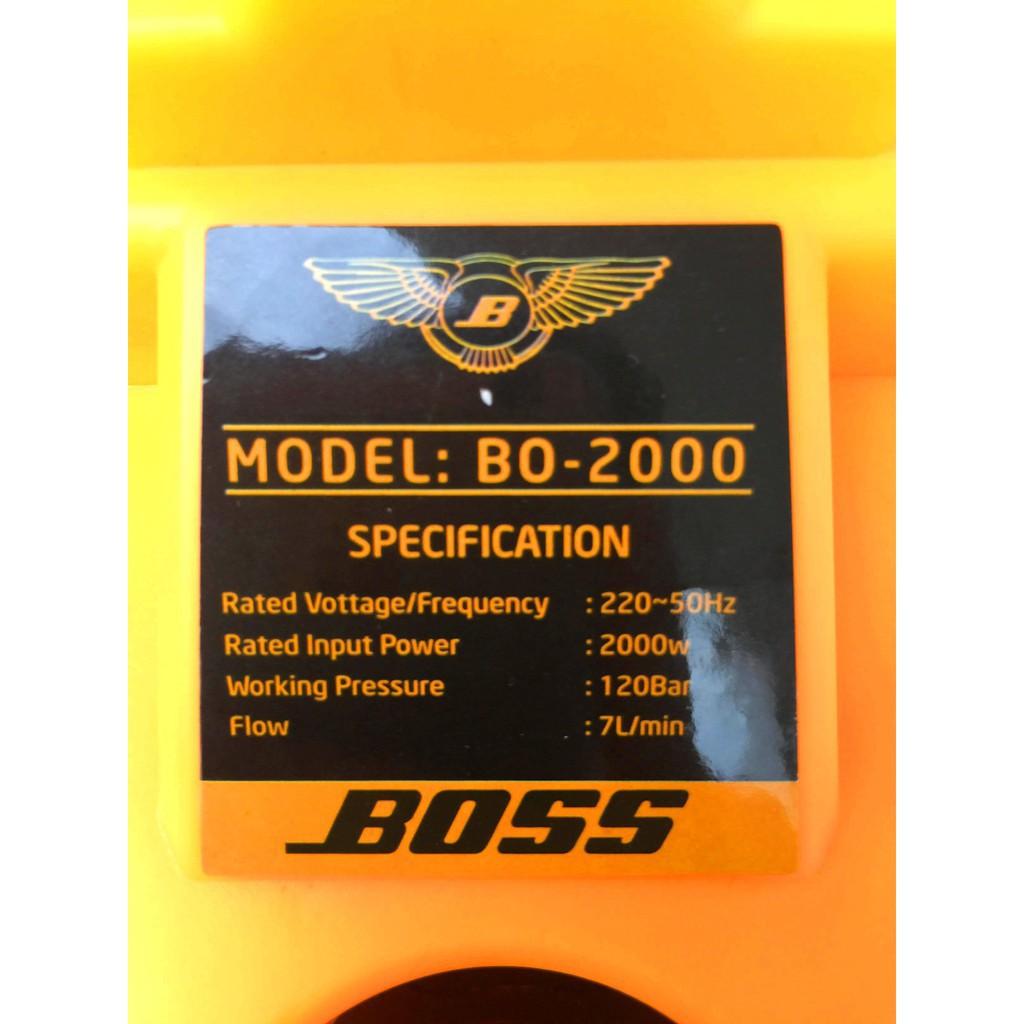 B
MODEL: BO-2000
SPECIFICATION
Rated Vottage/Frequency : 220~50Hz
Rated Input Power : 2000w
Working Pressure : 120Bar
Flow : 7L/min
BOSS